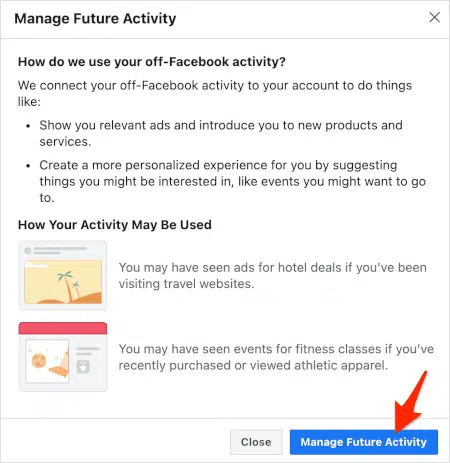 Manage Future Activity
How do we use your off-Facebook activity?
We connect your off-Facebook activity to your account to do things
like:
• Show you relevant ads and introduce you to new products and
services.
• Create a more personalized experience for you by suggesting
things you might be interested in, like events you might want to go
to.
How Your Activity May Be Used
You may have seen ads for hotel deals if you've been
visiting travel websites.
You may have seen events for fitness classes if you've
recently purchased or viewed athletic apparel.
Close
Manage Future Activity